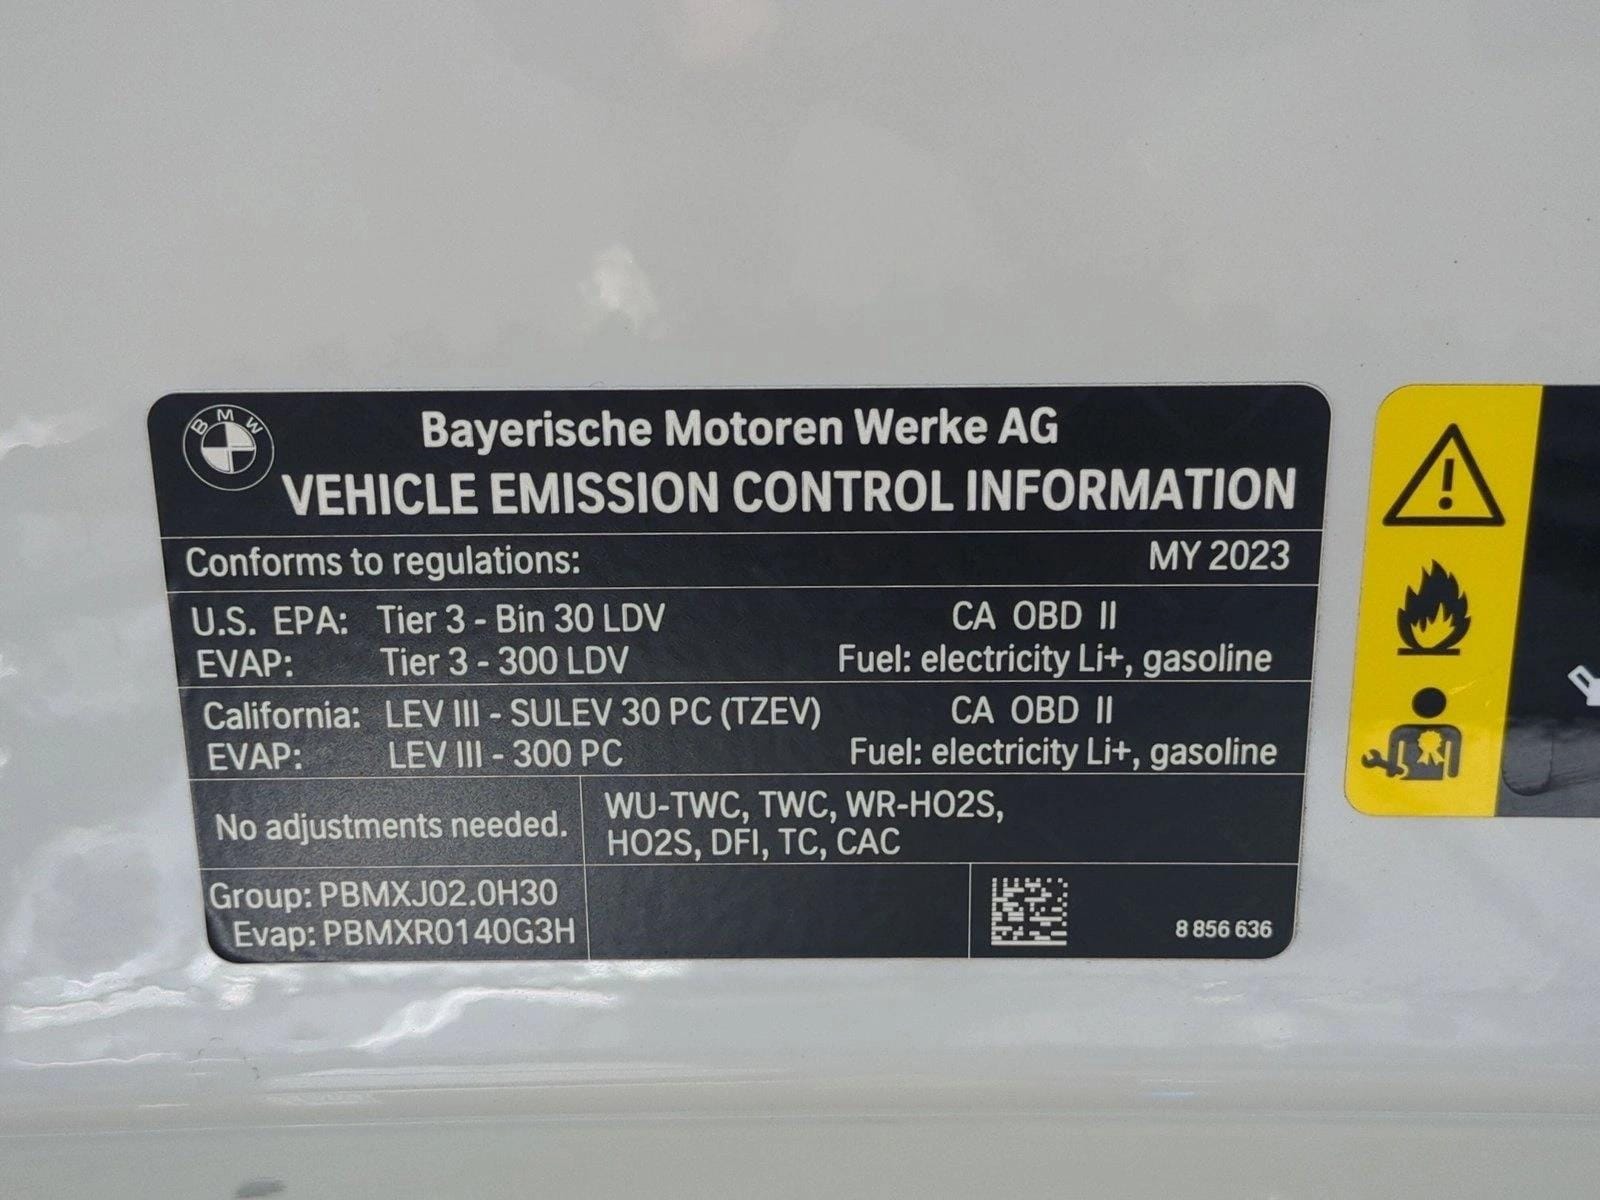 BMW
Bayerische Motoren Werke AG
VEHICLE EMISSION CONTROL INFORMATION
Conforms to regulations: MY 2023
U.S. EPA: Tier 3 - Bin 30 LDV CA OBD II
EVAP: Tier 3 - 300 LDV Fuel: electricity Li+, gasoline
California: LEV III - SULEV 30 PC (TZEV) CA OBD II
EVAP: LEV III - 300 PC Fuel: electricity Li+, gasoline
No adjustments needed.
WU-TWC, TWC, WR-HO2S,
HO2S, DFI, TC, CAC
Group: PBMXJ02.0H30
Evap: PBMXR0140G3H
8 856 636